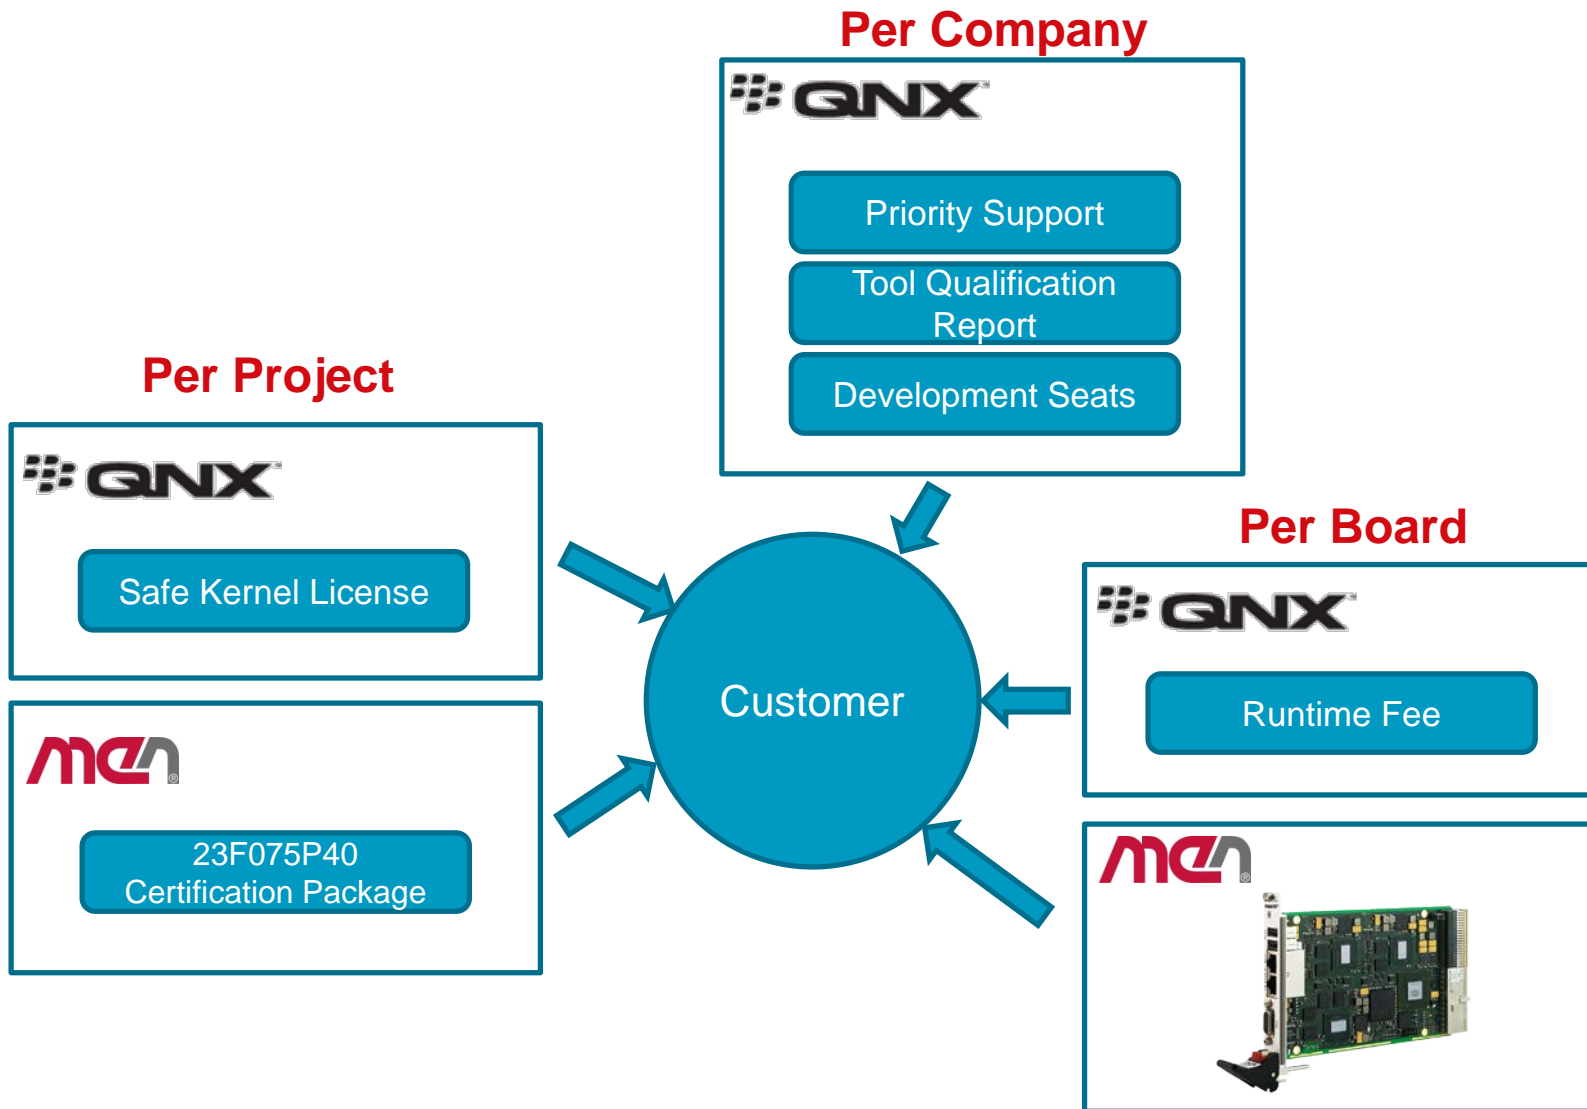 Per Company
QNX
Priority Support
Tool Qualification
Report
Development Seats
Per Project
QNX
Safe Kernel License
men
23F075P40
Certification Package
Customer
Per Board
QNX
Runtime Fee
men